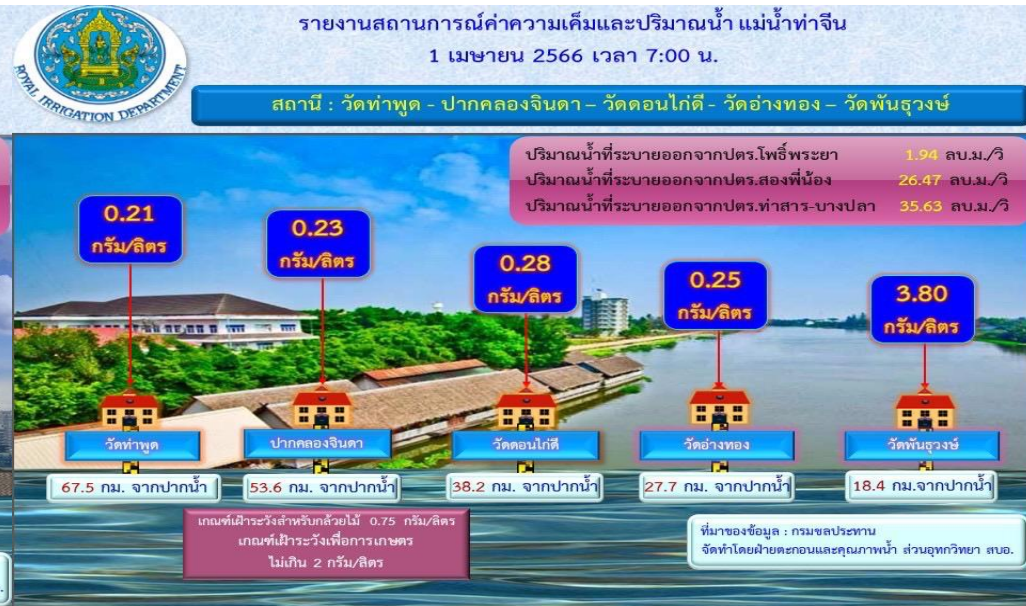 รายงานสถานการณ์ค่าความเค็มและปริมาณน้ำ แม่น้ำท่าจีน
1 เมษายน 2566 เวลา 7:00 น.
ROYAL IRRIGATION DEPARTMENT
สถานี : วัดท่าพูด - ปากคลองจินดา – วัดดอนไก่ดี - วัดอ่างทอง – วัดพันธุวงษ์
ปริมาณน้ำที่ระบายออกจากปตร.โพธิ์พระยา 1.94 ลบ.ม./วิ
ปริมาณน้ำที่ระบายออกจากปตร.สองพี่น้อง 26.47 ลบ.ม./วิ
ปริมาณน้ำที่ระบายออกจากปตร.ท่าสาร-บางปลา 35.63 ลบ.ม./วิ
0.21
กรัม/ลิตร
0.23
กรัม/ลิตร
0.28
กรัม/ลิตร
0.25
กรัม/ลิตร
3.80
กรัม/ลิตร
วัดท่าพูด
ปากคลองจินดา
วัดดอนไก่ดี
วัดอ่างทอง
วัดพันธุวงษ์
67.5 กม. จากปากน้ำ
53.6 กม. จากปากน้ำ
38.2 กม. จากปากน้ำ
27.7 กม. จากปากน้ำ
18.4 กม.จากปากน้ำ
เกณฑ์เฝ้าระวังสำหรับกล้วยไม้ 0.75 กรัม/ลิตร
เกณฑ์เฝ้าระวังเพื่อการเกษตร
ไม่เกิน 2 กรัม/ลิตร
ที่มาของข้อมูล : กรมชลประทาน
จัดทำโดยฝ่ายตะกอนและคุณภาพน้ำ ส่วนอุทกวิทยา สบอ.